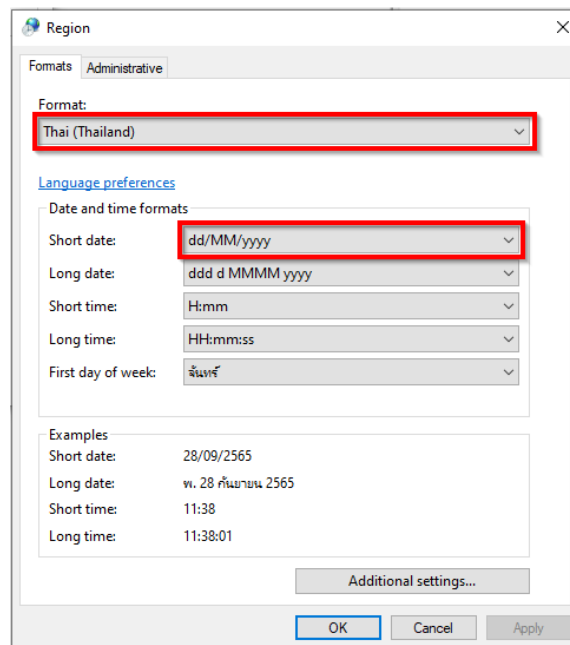 Region
Formats Administrative
Format:
Thai (Thailand)
Language preferences
Date and time formats
Short date: dd/MM/yyyy
Long date: ddd d MMMM yyyy
Short time: H:mm
Long time: HH:mm:ss
First day of week: จันทร์
Examples
Short date: 28/09/2565
Long date: พ. 28 กันยายน 2565
Short time: 11:38
Long time: 11:38:01
Additional settings...
OK Cancel Apply